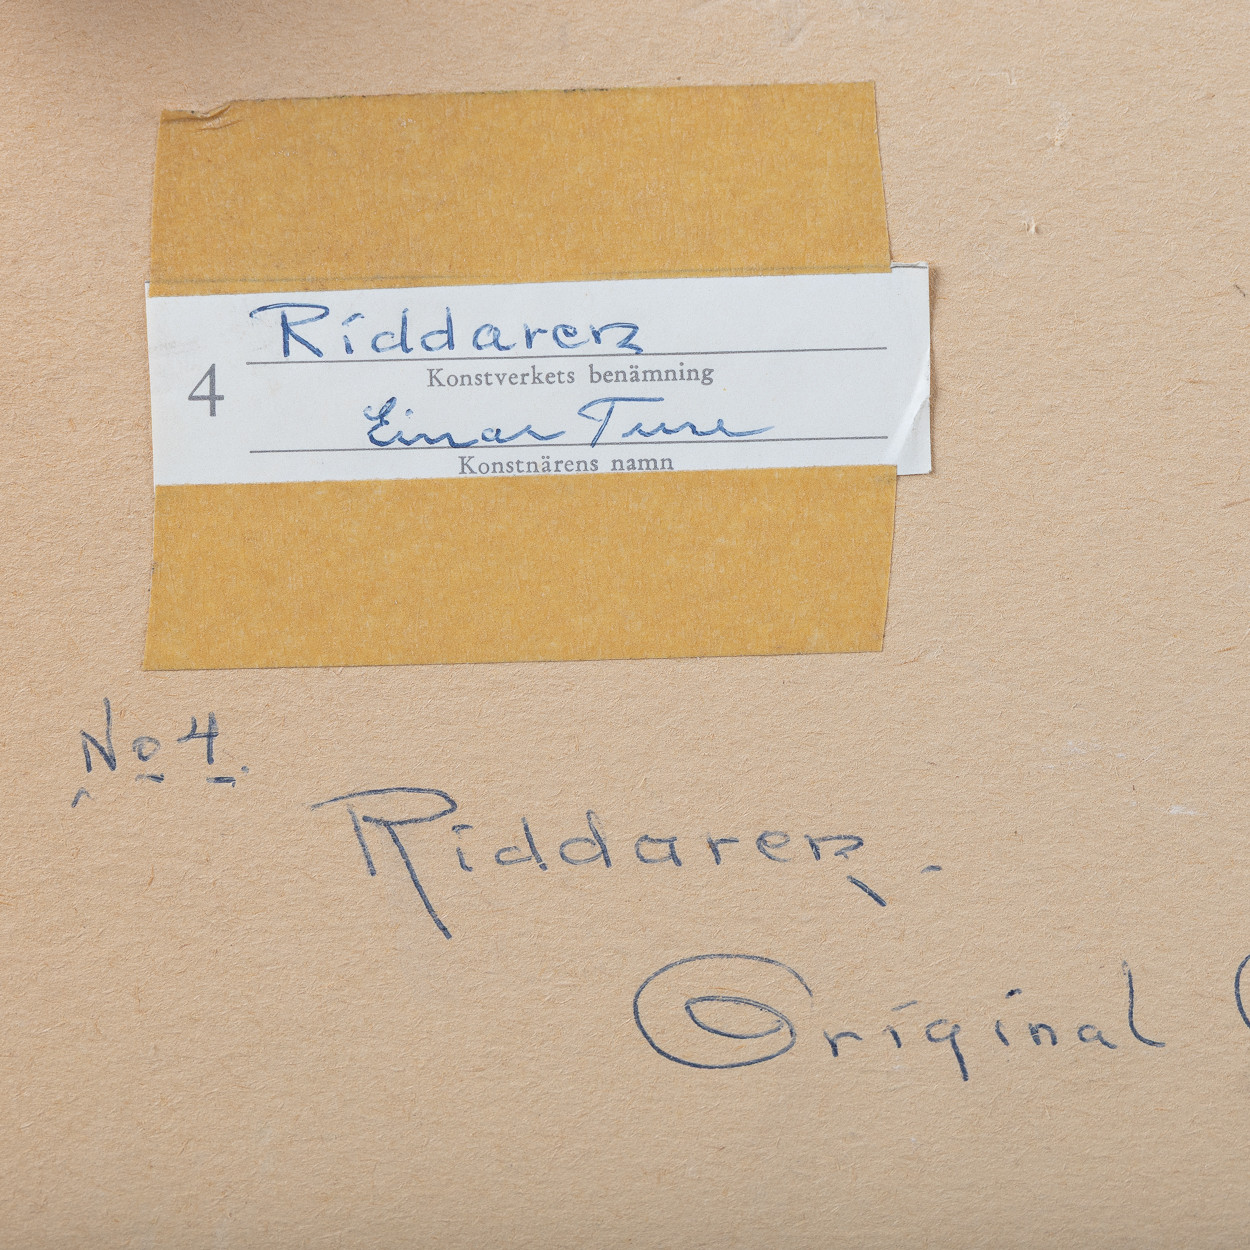 Riddaren
4
Konstverkets benämning
Einar Ture
Konstnärens namn
No 4.
Riddaren -
Original